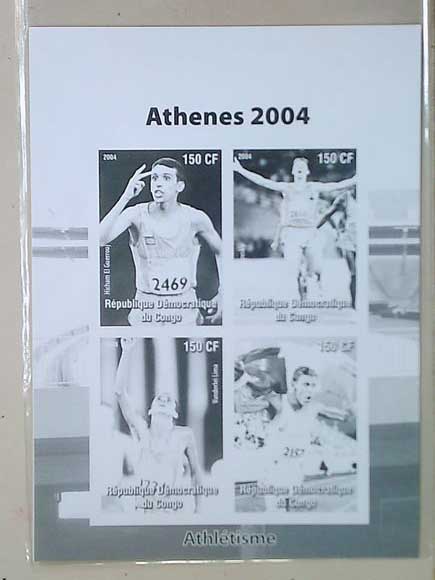 Athenes 2004
2004 150 CF
Hicham El Guerrouj
2469
République Démocratique
du Congo
2004 150 CF
République Démocratique
du Congo
150 CF
Wanderlei Lima
République Démocratique
du Congo
150 CF
2157
République Démocratique
du Congo
Athlétisme